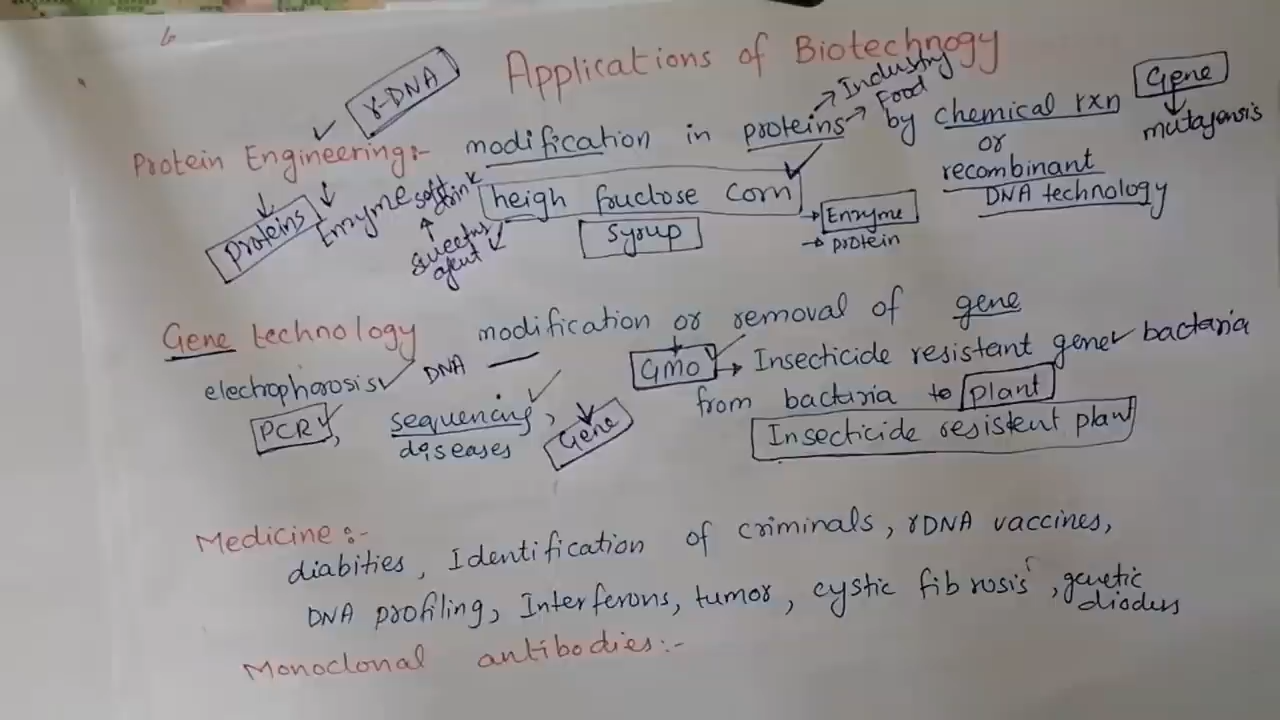 Applications of Biotechnogy
r-DNA
→ Industry
→ Food
Gene
mutagensis
Protein Engineering:- modification in proteins by chemical rxn
or
recombinant
DNA technology
Proteins
Enzyme
soft drink
sweetning agent
heigh fructose corn
syrup
→ Enzyme
→ protein
Gene technology modification or removal of gene
electrophorosis
DNA
GMO → Insecticide resistant gene bacteria
from bacteria to plant
PCR, sequencing,
diseases
Gene
Insecticide resistent plant
Medicine:-
diabities, Identification of criminals, rDNA vaccines,
DNA profiling, Interferons, tumor, cystic fibrosis, genetic
Monoclonal antibodies:-